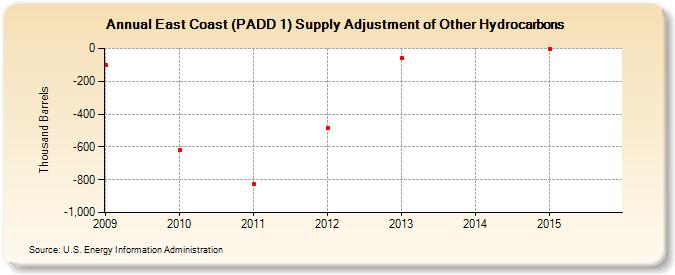 Annual East Coast (PADD 1) Supply Adjustment of Other Hydrocarbons
Thousand Barrels
0
-200
-400
-600
-800
-1,000
2009 2010 2011 2012 2013 2014 2015
Source: U.S. Energy Information Administration